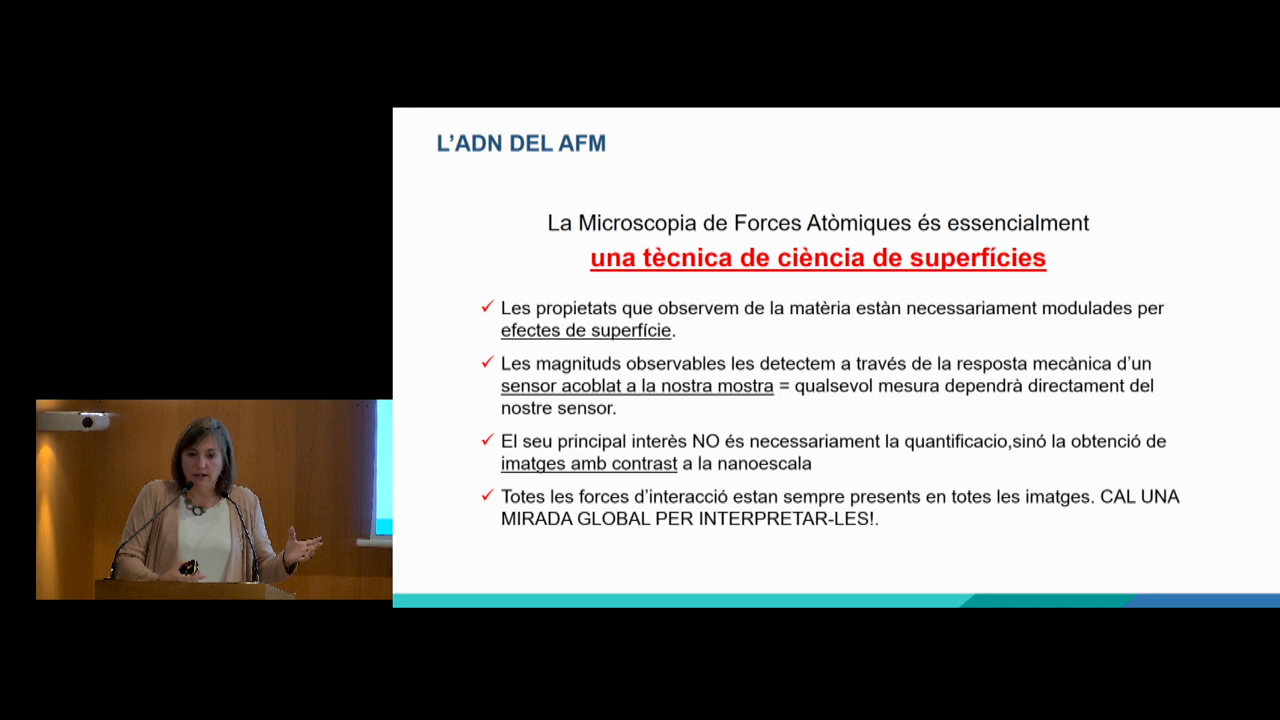 L'ADN DEL AFM
La Microscopia de Forces Atòmiques és essencialment
una tècnica de ciència de superfícies
✓ Les propietats que observem de la matèria estàn necessariament modulades per
efectes de superfície.
✓ Les magnituds observables les detectem a través de la resposta mecànica d'un
sensor acoblat a la nostra mostra = qualsevol mesura dependrà directament del
nostre sensor.
✓ El seu principal interès NO és necessariament la quantificacio,sinó la obtenció de
imatges amb contrast a la nanoescala
✓ Totes les forces d'interacció estan sempre presents en totes les imatges. CAL UNA
MIRADA GLOBAL PER INTERPRETAR-LES!.